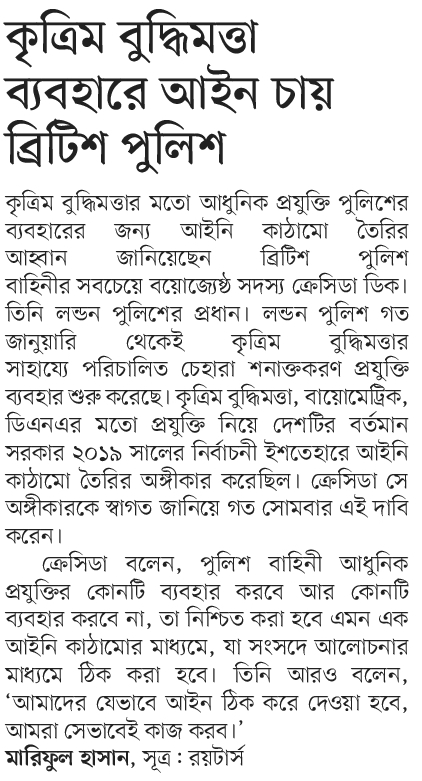 কৃত্রিম বুদ্ধিমত্তা
ব্যবহারে আইন চায়
ব্রিটিশ পুলিশ
কৃত্রিম বুদ্ধিমত্তার মতো আধুনিক প্রযুক্তি পুলিশের
ব্যবহারের জন্য আইনি কাঠামো তৈরির
আহ্বান জানিয়েছেন ব্রিটিশ পুলিশ
বাহিনীর সবচেয়ে বয়োজ্যেষ্ঠ সদস্য ক্রেসিডা ডিক।
তিনি লন্ডন পুলিশের প্রধান। লন্ডন পুলিশ গত
জানুয়ারি থেকেই কৃত্রিম বুদ্ধিমত্তার
সাহায্যে পরিচালিত চেহারা শনাক্তকরণ প্রযুক্তি
ব্যবহার শুরু করেছে। কৃত্রিম বুদ্ধিমত্তা, বায়োমেট্রিক,
ডিএনএর মতো প্রযুক্তি নিয়ে দেশটির বর্তমান
সরকার ২০১৯ সালের নির্বাচনী ইশতেহারে আইনি
কাঠামো তৈরির অঙ্গীকার করেছিল। ক্রেসিডা সে
অঙ্গীকারকে স্বাগত জানিয়ে গত সোমবার এই দাবি
করেন।
ক্রেসিডা বলেন, পুলিশ বাহিনী আধুনিক
প্রযুক্তির কোনটি ব্যবহার করবে আর কোনটি
ব্যবহার করবে না, তা নিশ্চিত করা হবে এমন এক
আইনি কাঠামোর মাধ্যমে, যা সংসদে আলোচনার
মাধ্যমে ঠিক করা হবে। তিনি আরও বলেন,
‘আমাদের যেভাবে আইন ঠিক করে দেওয়া হবে,
আমরা সেভাবেই কাজ করব।’
মারিফুল হাসান, সূত্র : রয়টার্স